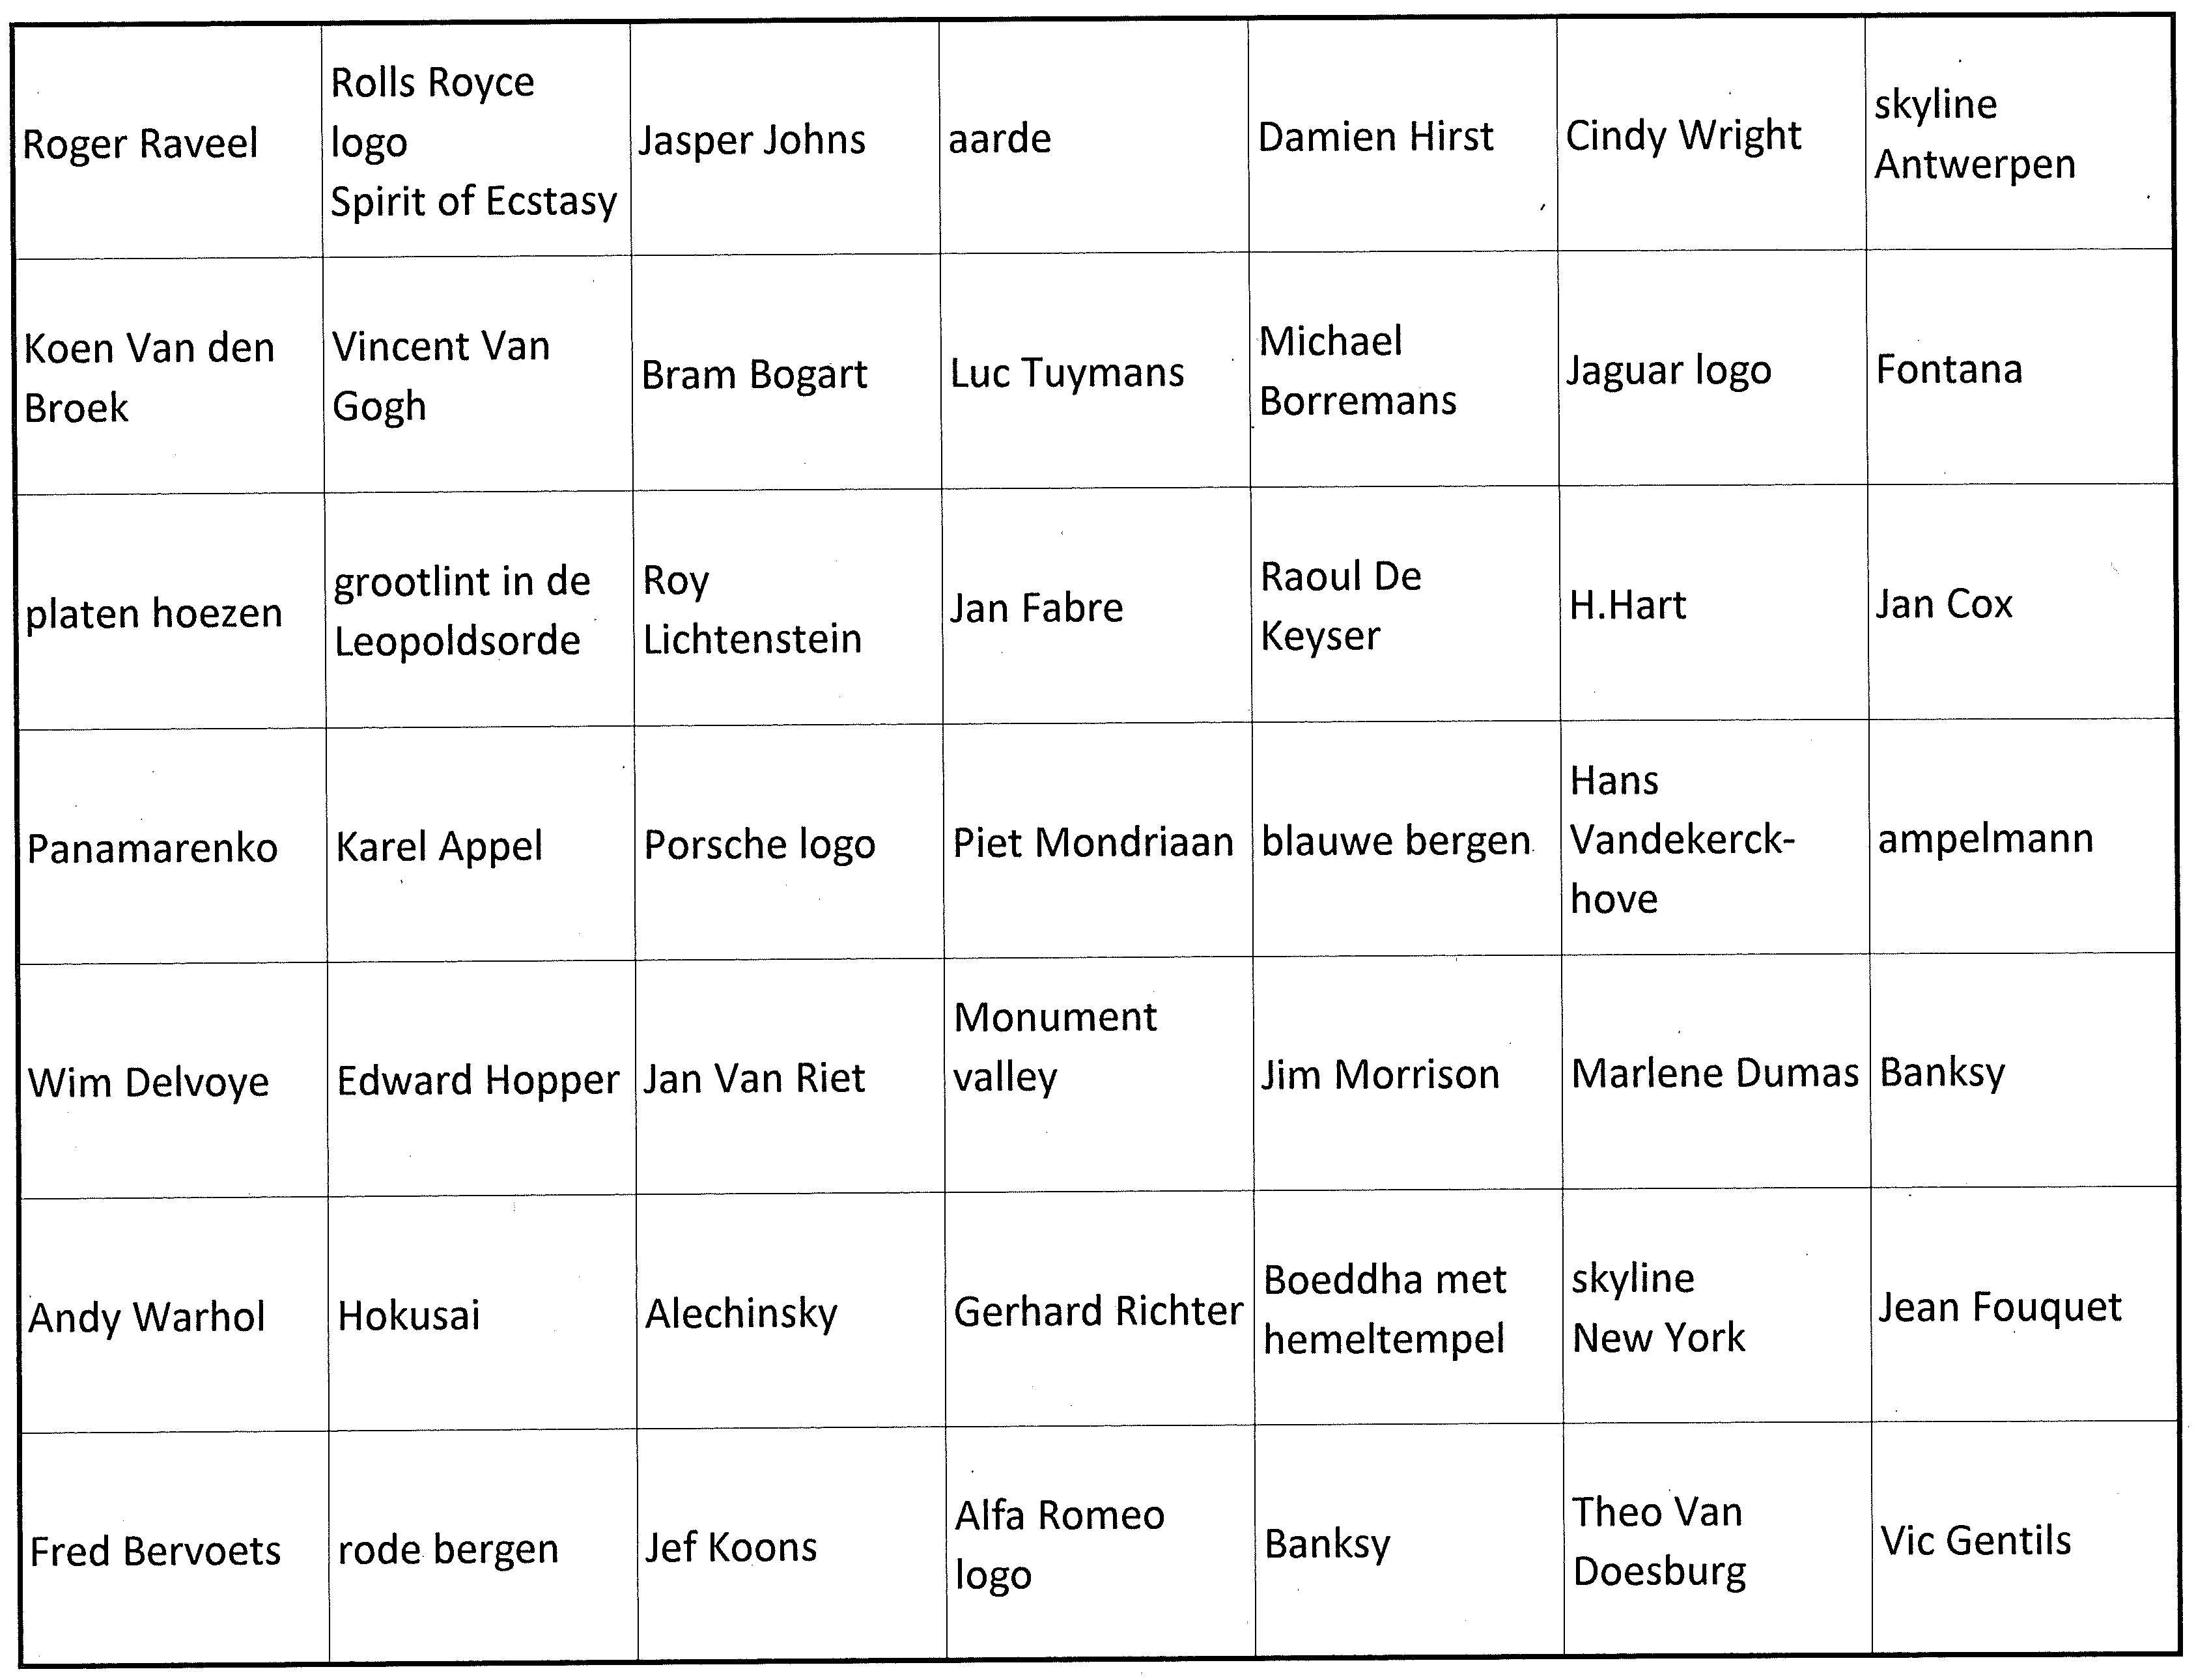 Roger Raveel
Rolls Royce
logo
Spirit of Ecstasy
Jasper Johns
aarde
Damien Hirst
Cindy Wright
skyline
Antwerpen
Koen Van den
Broek
Vincent Van
Gogh
Bram Bogart
Luc Tuymans
Michael
Borremans
Jaguar logo
Fontana
platen hoezen
grootlint in de
Leopoldsorde
Roy
Lichtenstein
Jan Fabre
Raoul De
Keyser
H.Hart
Jan Cox
Panamarenko
Karel Appel
Porsche logo
Piet Mondriaan
blauwe bergen
Hans
Vandekerck-
hove
ampelmann
Wim Delvoye
Edward Hopper
Jan Van Riet
Monument
valley
Jim Morrison
Marlene Dumas
Banksy
Andy Warhol
Hokusai
Alechinsky
Gerhard Richter
Boeddha met
hemeltempel
skyline
New York
Jean Fouquet
Fred Bervoets
rode bergen
Jef Koons
Alfa Romeo
logo
Banksy
Theo Van
Doesburg
Vic Gentils